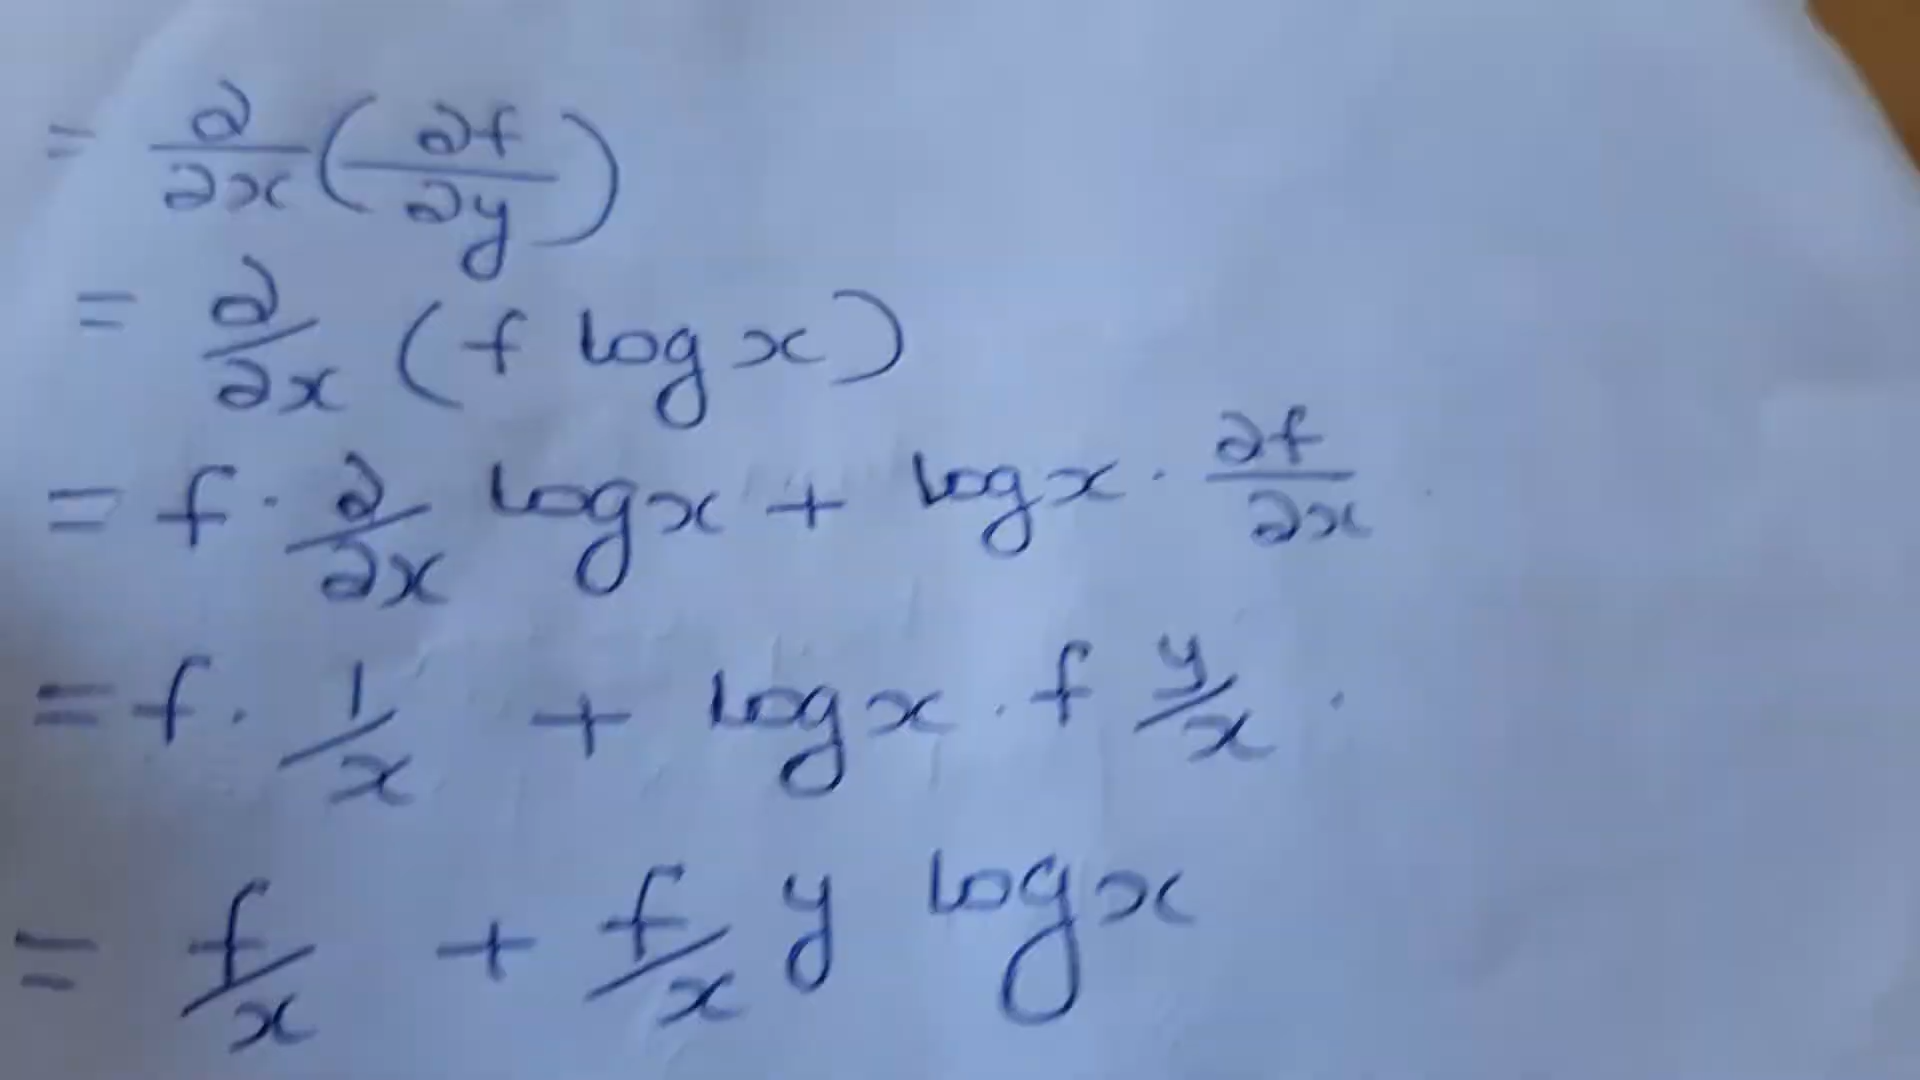 = ∂/∂x (∂f/∂y)
= ∂/∂x (f log x)
= f · ∂/∂x log x + log x · ∂f/∂x
= f · 1/x + log x · f y/x ·
= f/x + f/x y log x